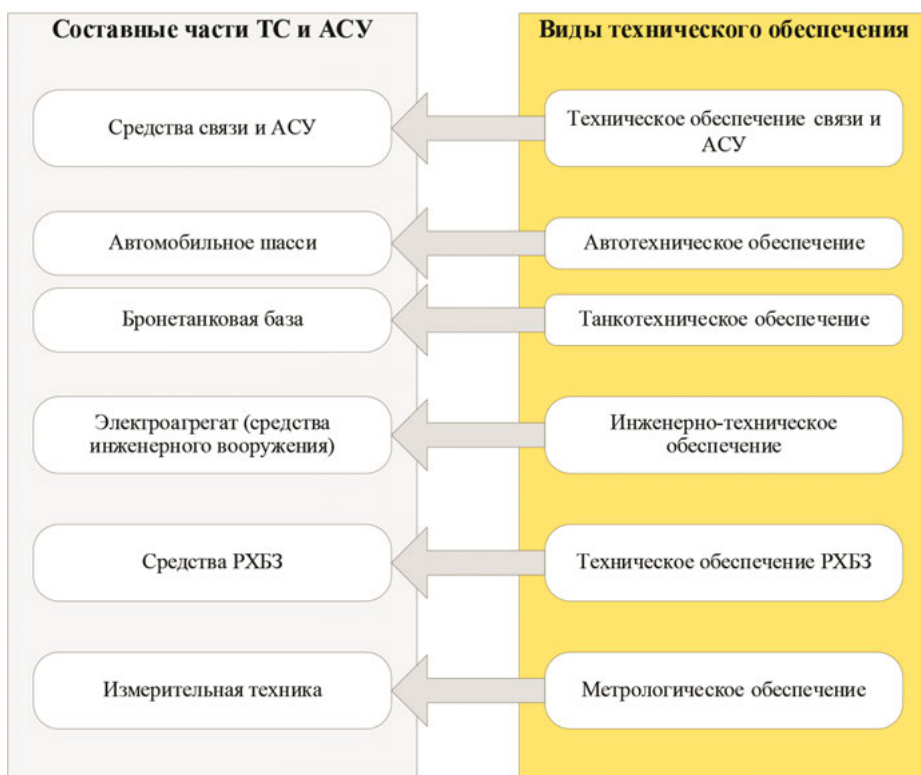 Составные части ТС и АСУ
Виды технического обеспечения
Средства связи и АСУ
Техническое обеспечение связи и
АСУ
Автомобильное шасси
Автотехническое обеспечение
Бронетанковая база
Танкотехническое обеспечение
Электроагрегат (средства
инженерного вооружения)
Инженерно-техническое
обеспечение
Средства РХБЗ
Техническое обеспечение РХБЗ
Измерительная техника
Метрологическое обеспечение